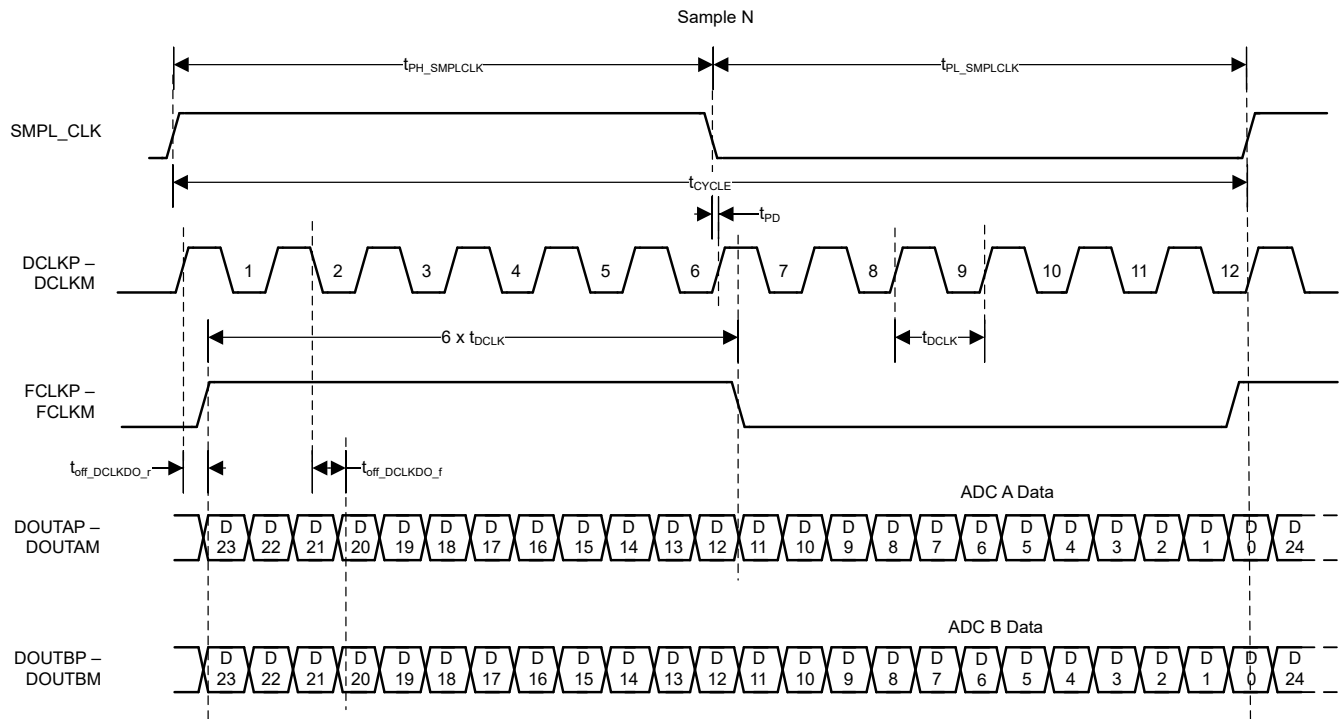 Sample N
tPH_SMPLCLK
tPL_SMPLCLK
SMPL_CLK
tCYCLE
tPD
DCLKP –
DCLKM
1 2 3 4 5 6 7 8 9 10 11 12
6 x tDCLK
tDCLK
FCLKP –
FCLKM
toff_DCLKDO_r
toff_DCLKDO_f
ADC A Data
DOUTAP –
DOUTAM
D D D D D D D D D D D D D D D D D D D D D D D D D
23 22 21 20 19 18 17 16 15 14 13 12 11 10 9 8 7 6 5 4 3 2 1 0 24
ADC B Data
DOUTBP –
DOUTBM
D D D D D D D D D D D D D D D D D D D D D D D D D
23 22 21 20 19 18 17 16 15 14 13 12 11 10 9 8 7 6 5 4 3 2 1 0 24